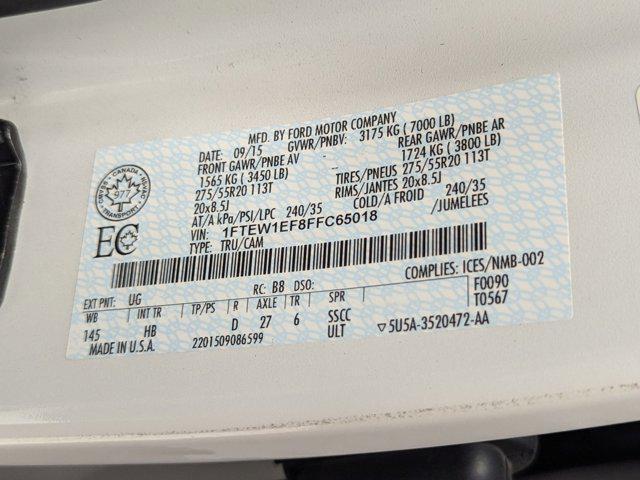 MFD. BY FORD MOTOR COMPANY
DATE: 09/15 GVWR/PNBV: 3175 KG ( 7000 LB)
FRONT GAWR/PNBE AV REAR GAWR/PNBE AR
1565 KG ( 3450 LB) 1724 KG ( 3800 LB)
275/55R20 113T TIRES/PNEUS 275/55R20 113T
20x8.5J RIMS/JANTES 20x8.5J
AT/A kPa/PSI/LPC 240/35 COLD/A FROID 240/35
VIN: 1FTEW1EF8FFC65018 /JUMELEES
TYPE: TRU/CAM
CANADA
977
TRANSPORT
EC
RC: B8 DSO: COMPLIES: ICES/NMB-002
EXT PNT: UG F0090
WB INT TR TP/PS R AXLE TR SPR T0567
145 HB D 27 6 SSCC
MADE IN U.S.A. 2201509086599 ULT ▽5U5A-3520472-AA